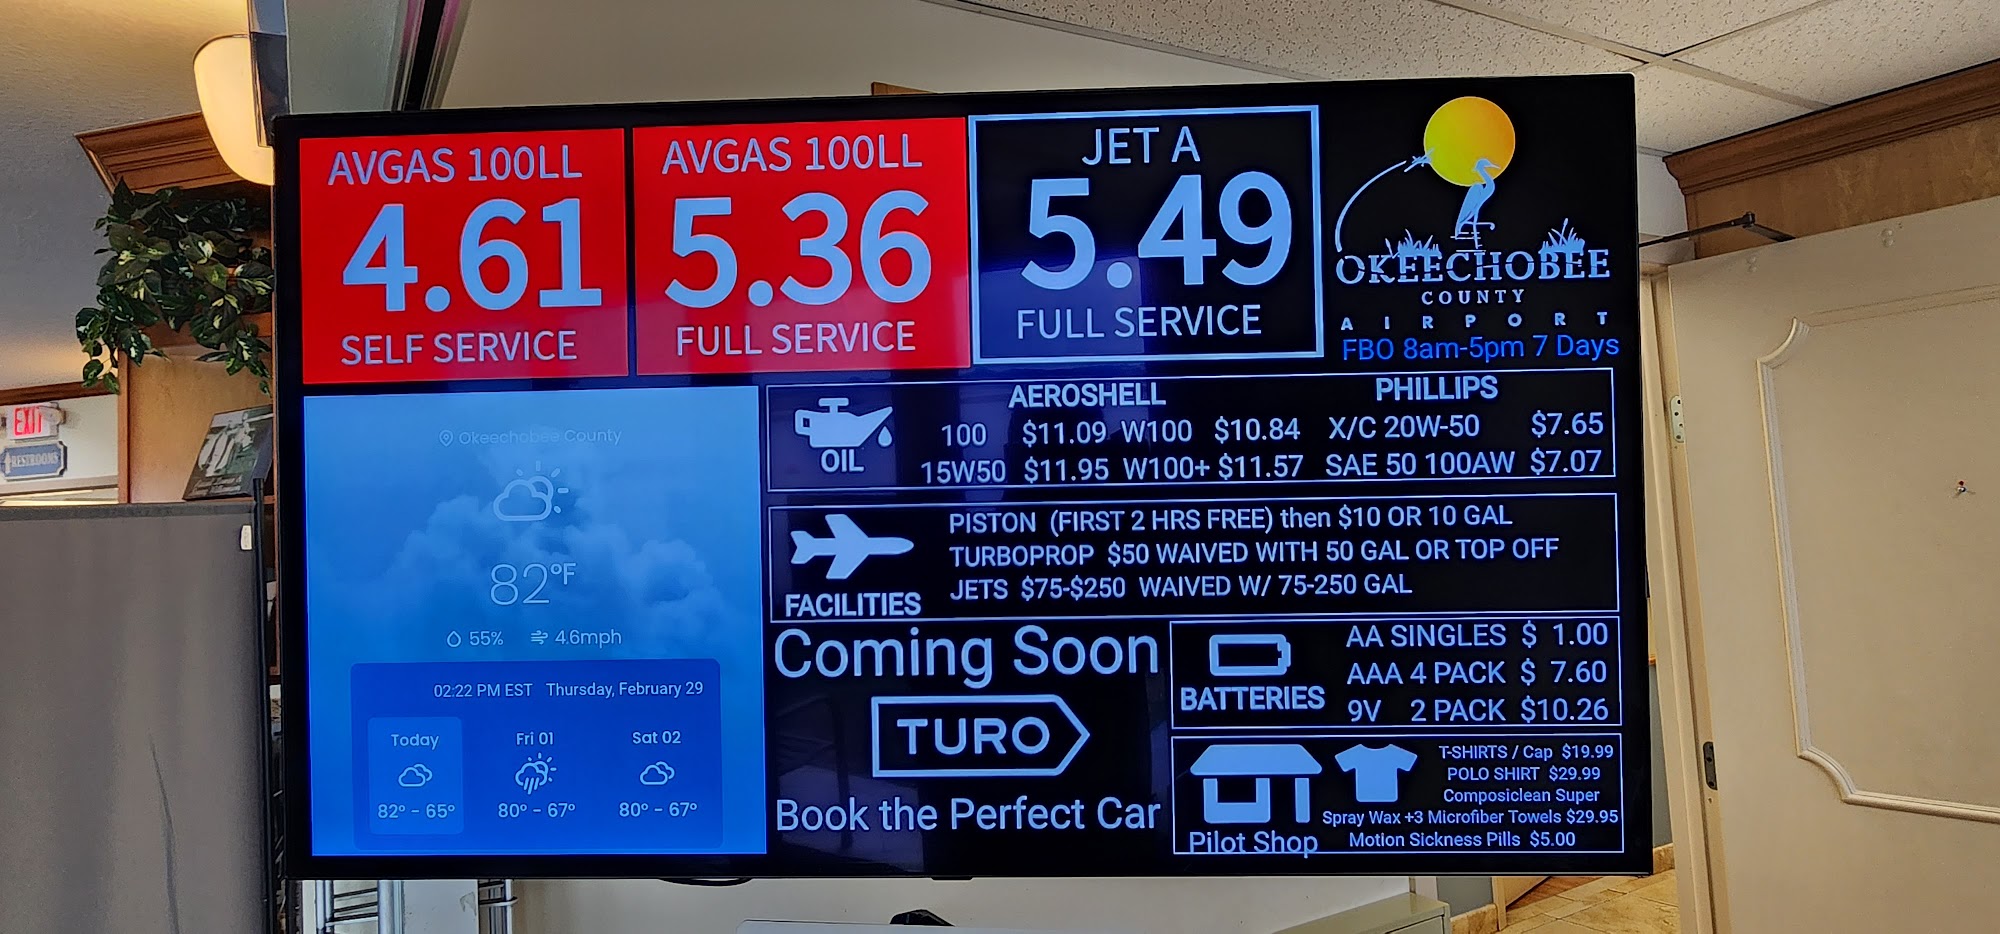 AVGAS 100LL
4.61
SELF SERVICE
AVGAS 100LL
5.36
FULL SERVICE
JET A
5.49
FULL SERVICE
OKEECHOBEE
COUNTY
AIRPORT
FBO 8am-5pm 7 Days
EXIT
RESTROOMS
Okeechobee County
82°F
55% 4.6mph
02:22 PM EST Thursday, February 29
Today Fri 01 Sat 02
82° - 65° 80° - 67° 80° - 67°
OIL
AEROSHELL PHILLIPS
100 $11.09 W100 $10.84 X/C 20W-50 $7.65
15W50 $11.95 W100+ $11.57 SAE 50 100AW $7.07
FACILITIES
PISTON (FIRST 2 HRS FREE) then $10 OR 10 GAL
TURBOPROP $50 WAIVED WITH 50 GAL OR TOP OFF
JETS $75-$250 WAIVED W/ 75-250 GAL
Coming Soon
TURO
Book the Perfect Car
BATTERIES
AA SINGLES $ 1.00
AAA 4 PACK $ 7.60
9V 2 PACK $10.26
Pilot Shop
T-SHIRTS / Cap $19.99
POLO SHIRT $29.99
Composiclean Super
Spray Wax +3 Microfiber Towels $29.95
Motion Sickness Pills $5.00